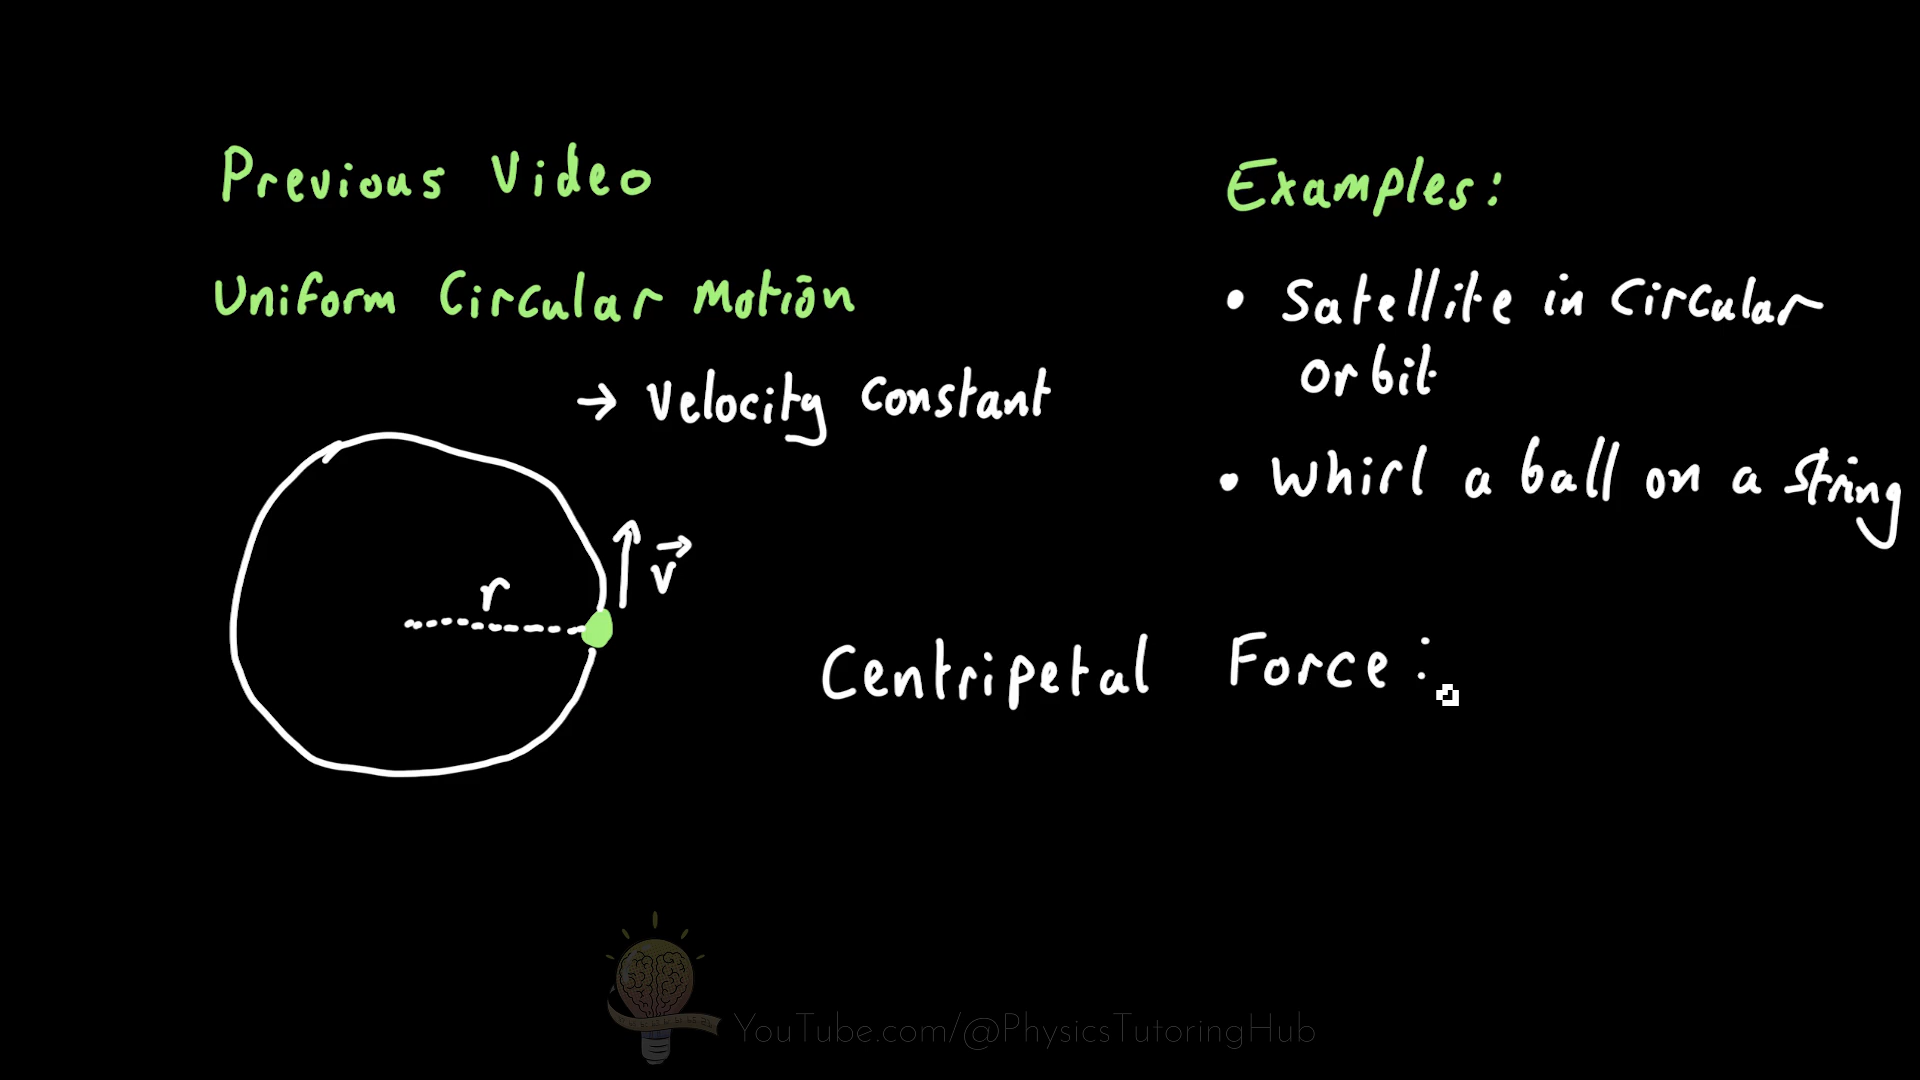 Previous Video
Uniform Circular Motion
→ Velocity Constant
r
v
Examples:
• Satellite in Circular
orbit
• Whirl a ball on a string
Centripetal Force :
YouTube.com/@PhysicsTutoringHub